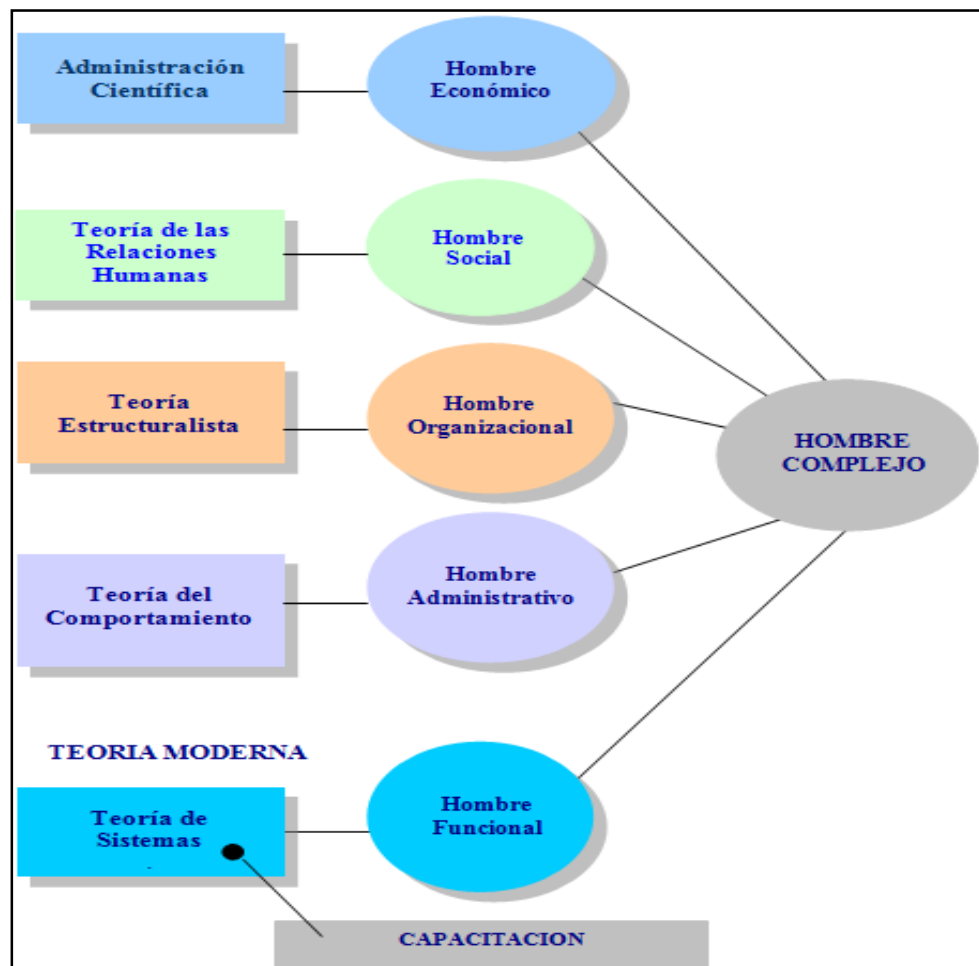 Administración
Científica
Hombre
Económico
Teoría de las
Relaciones
Humanas
Hombre
Social
Teoría
Estructuralista
Hombre
Organizacional
HOMBRE
COMPLEJO
Teoría del
Comportamiento
Hombre
Administrativo
TEORIA MODERNA
Teoría de
Sistemas
Hombre
Funcional
CAPACITACION